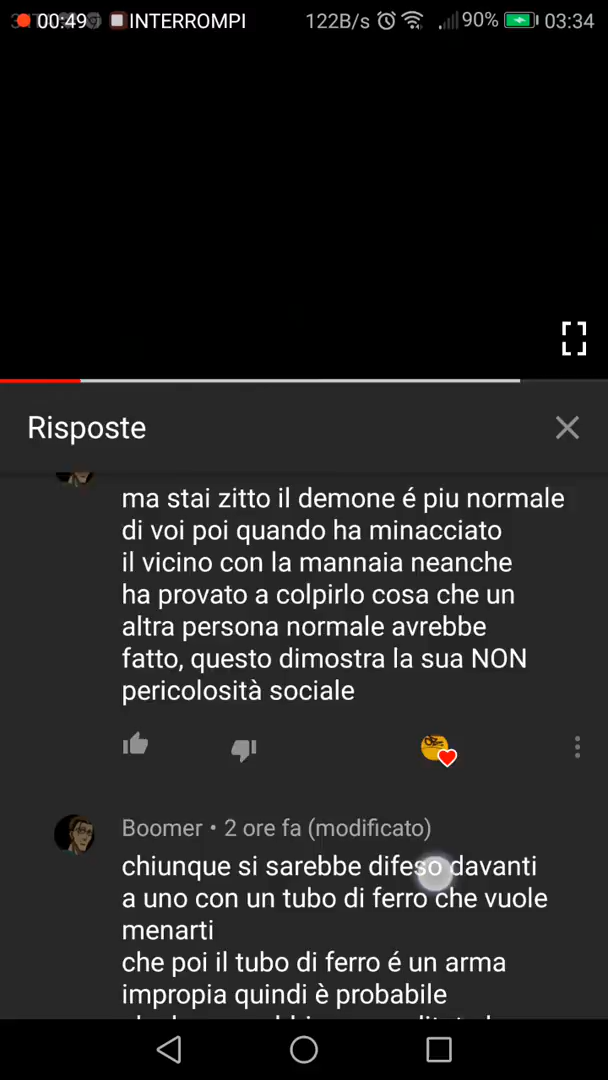 00:49 INTERROMPI 122B/s 90% 03:34
Risposte
ma stai zitto il demone é piu normale
di voi poi quando ha minacciato
il vicino con la mannaia neanche
ha provato a colpirlo cosa che un
altra persona normale avrebbe
fatto, questo dimostra la sua NON
pericolosità sociale
Boomer • 2 ore fa (modificato)
chiunque si sarebbe difeso davanti
a uno con un tubo di ferro che vuole
menarti
che poi il tubo di ferro é un arma
impropia quindi è probabile